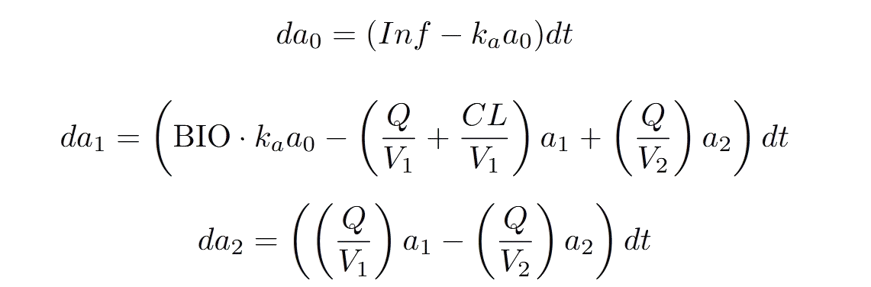 da₀ = (Inf − kₐa₀)dt
da₁ = (BIO · kₐa₀ − (Q/V₁ + CL/V₁) a₁ + (Q/V₂) a₂) dt
da₂ = ((Q/V₁) a₁ − (Q/V₂) a₂) dt